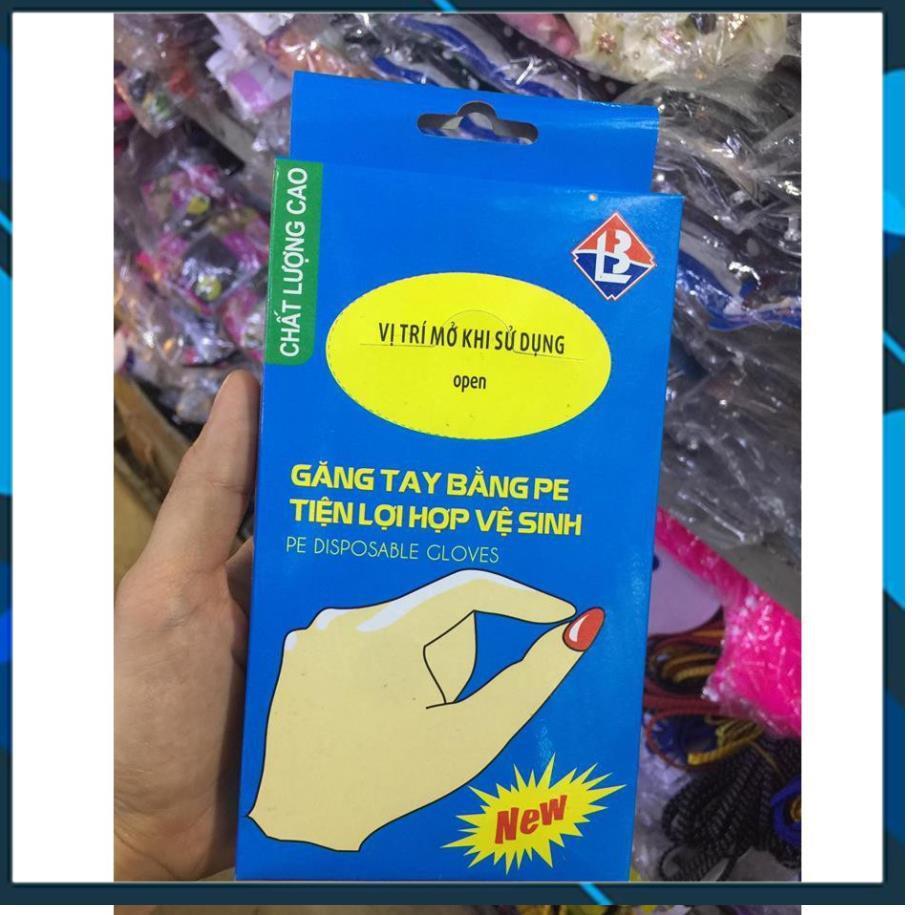 CHẤT LƯỢNG CAO
BL
VỊ TRÍ MỞ KHI SỬ DỤNG
open
GĂNG TAY BẰNG PE
TIỆN LỢI HỢP VỆ SINH
PE DISPOSABLE GLOVES
New